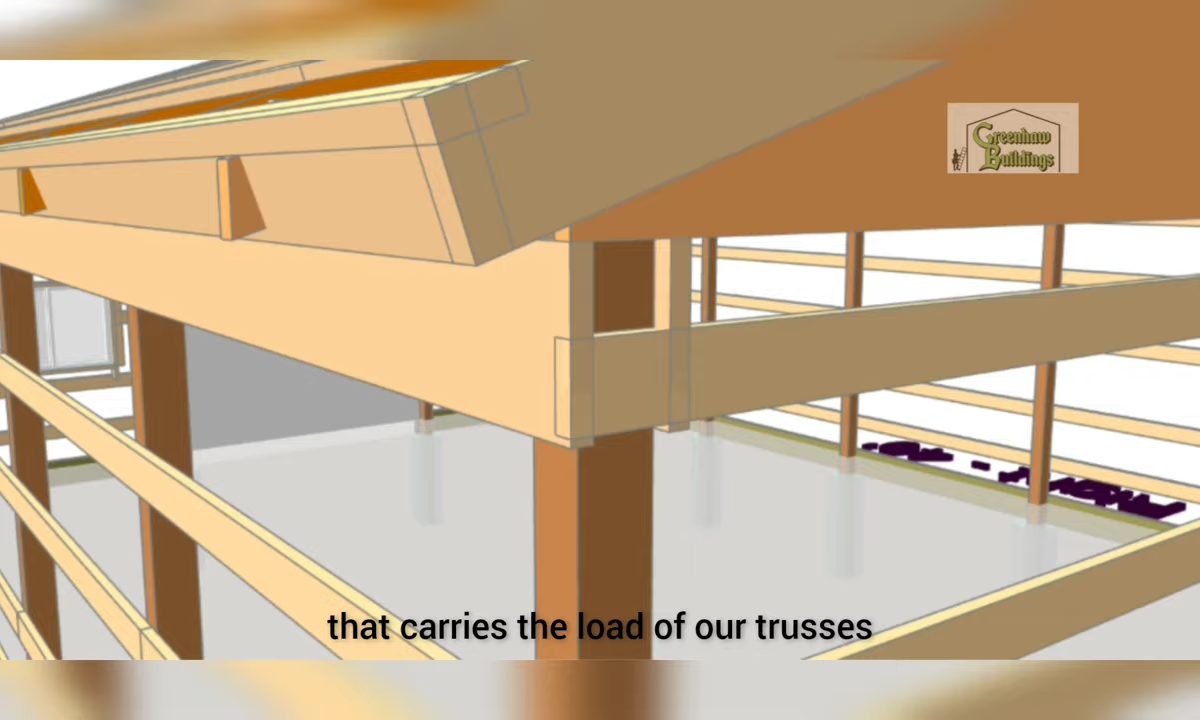 Greenhaw
Buildings
that carries the load of our trusses